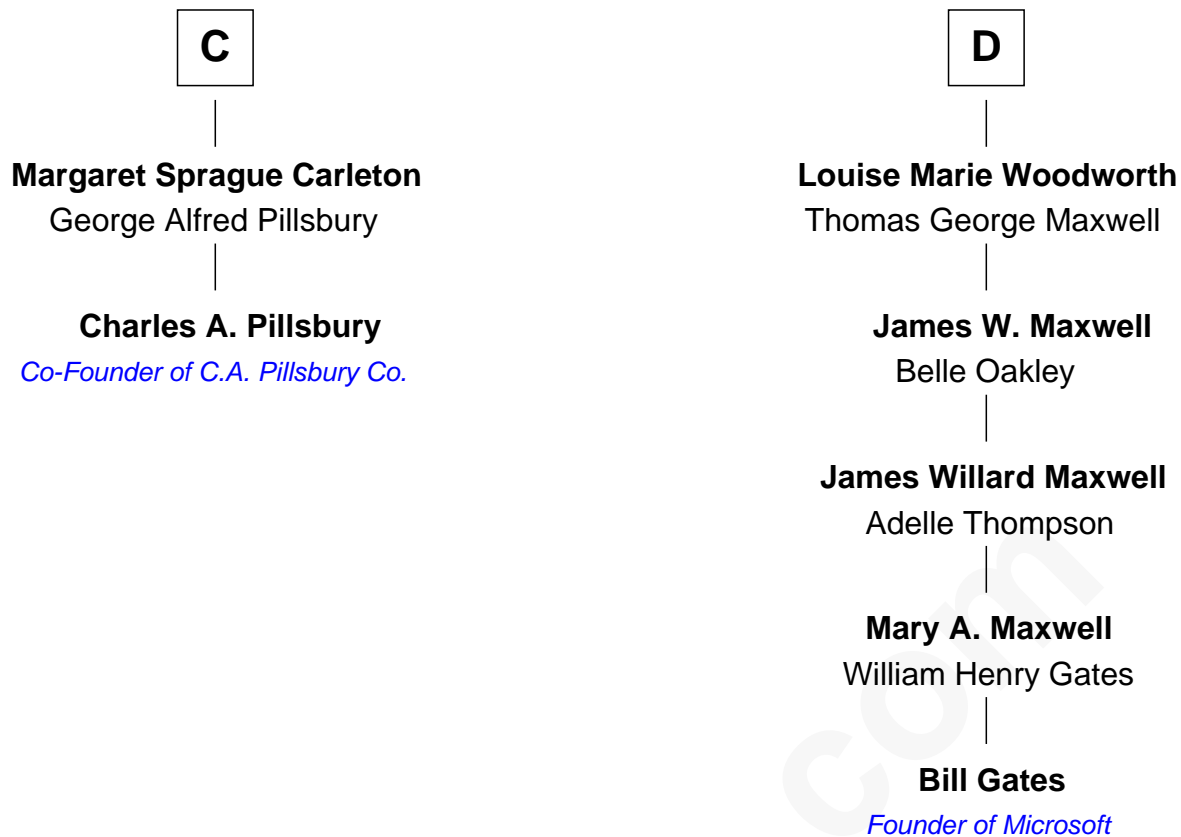 C
Margaret Sprague Carleton
George Alfred Pillsbury
Charles A. Pillsbury
Co-Founder of C.A. Pillsbury Co.
D
Louise Marie Woodworth
Thomas George Maxwell
James W. Maxwell
Belle Oakley
James Willard Maxwell
Adelle Thompson
Mary A. Maxwell
William Henry Gates
Bill Gates
Founder of Microsoft
com